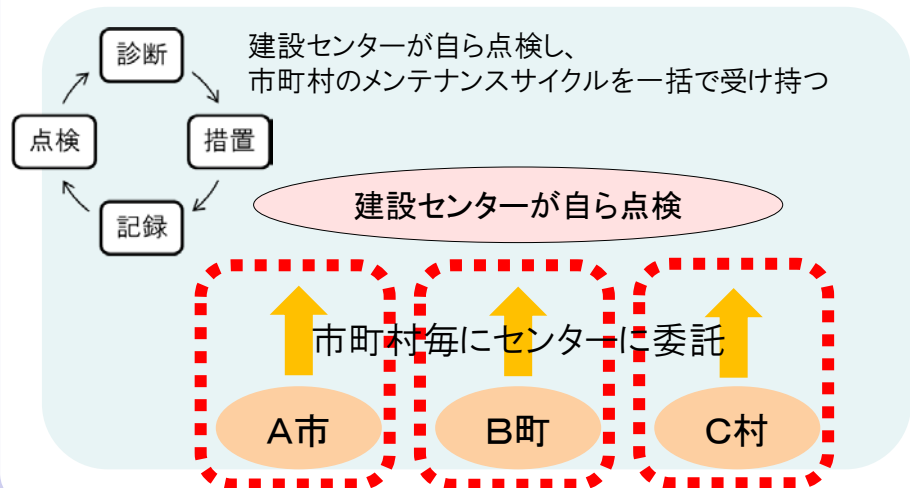 診断
建設センターが自ら点検し、
市町村のメンテナンスサイクルを一括で受け持つ
点検
措置
記録
建設センターが自ら点検
市町村毎にセンターに委託
A市
B町
C村